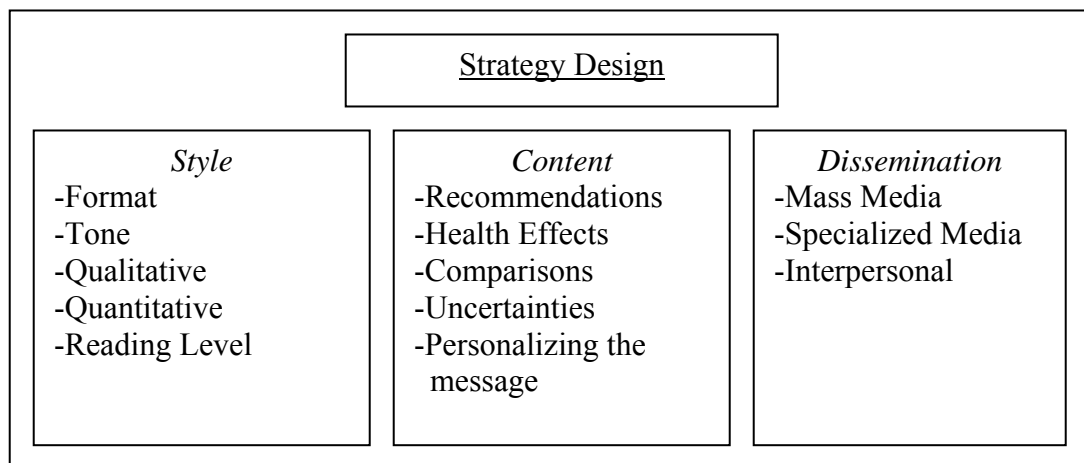 Strategy Design
Style
-Format
-Tone
-Qualitative
-Quantitative
-Reading Level
Content
-Recommendations
-Health Effects
-Comparisons
-Uncertainties
-Personalizing the
message
Dissemination
-Mass Media
-Specialized Media
-Interpersonal